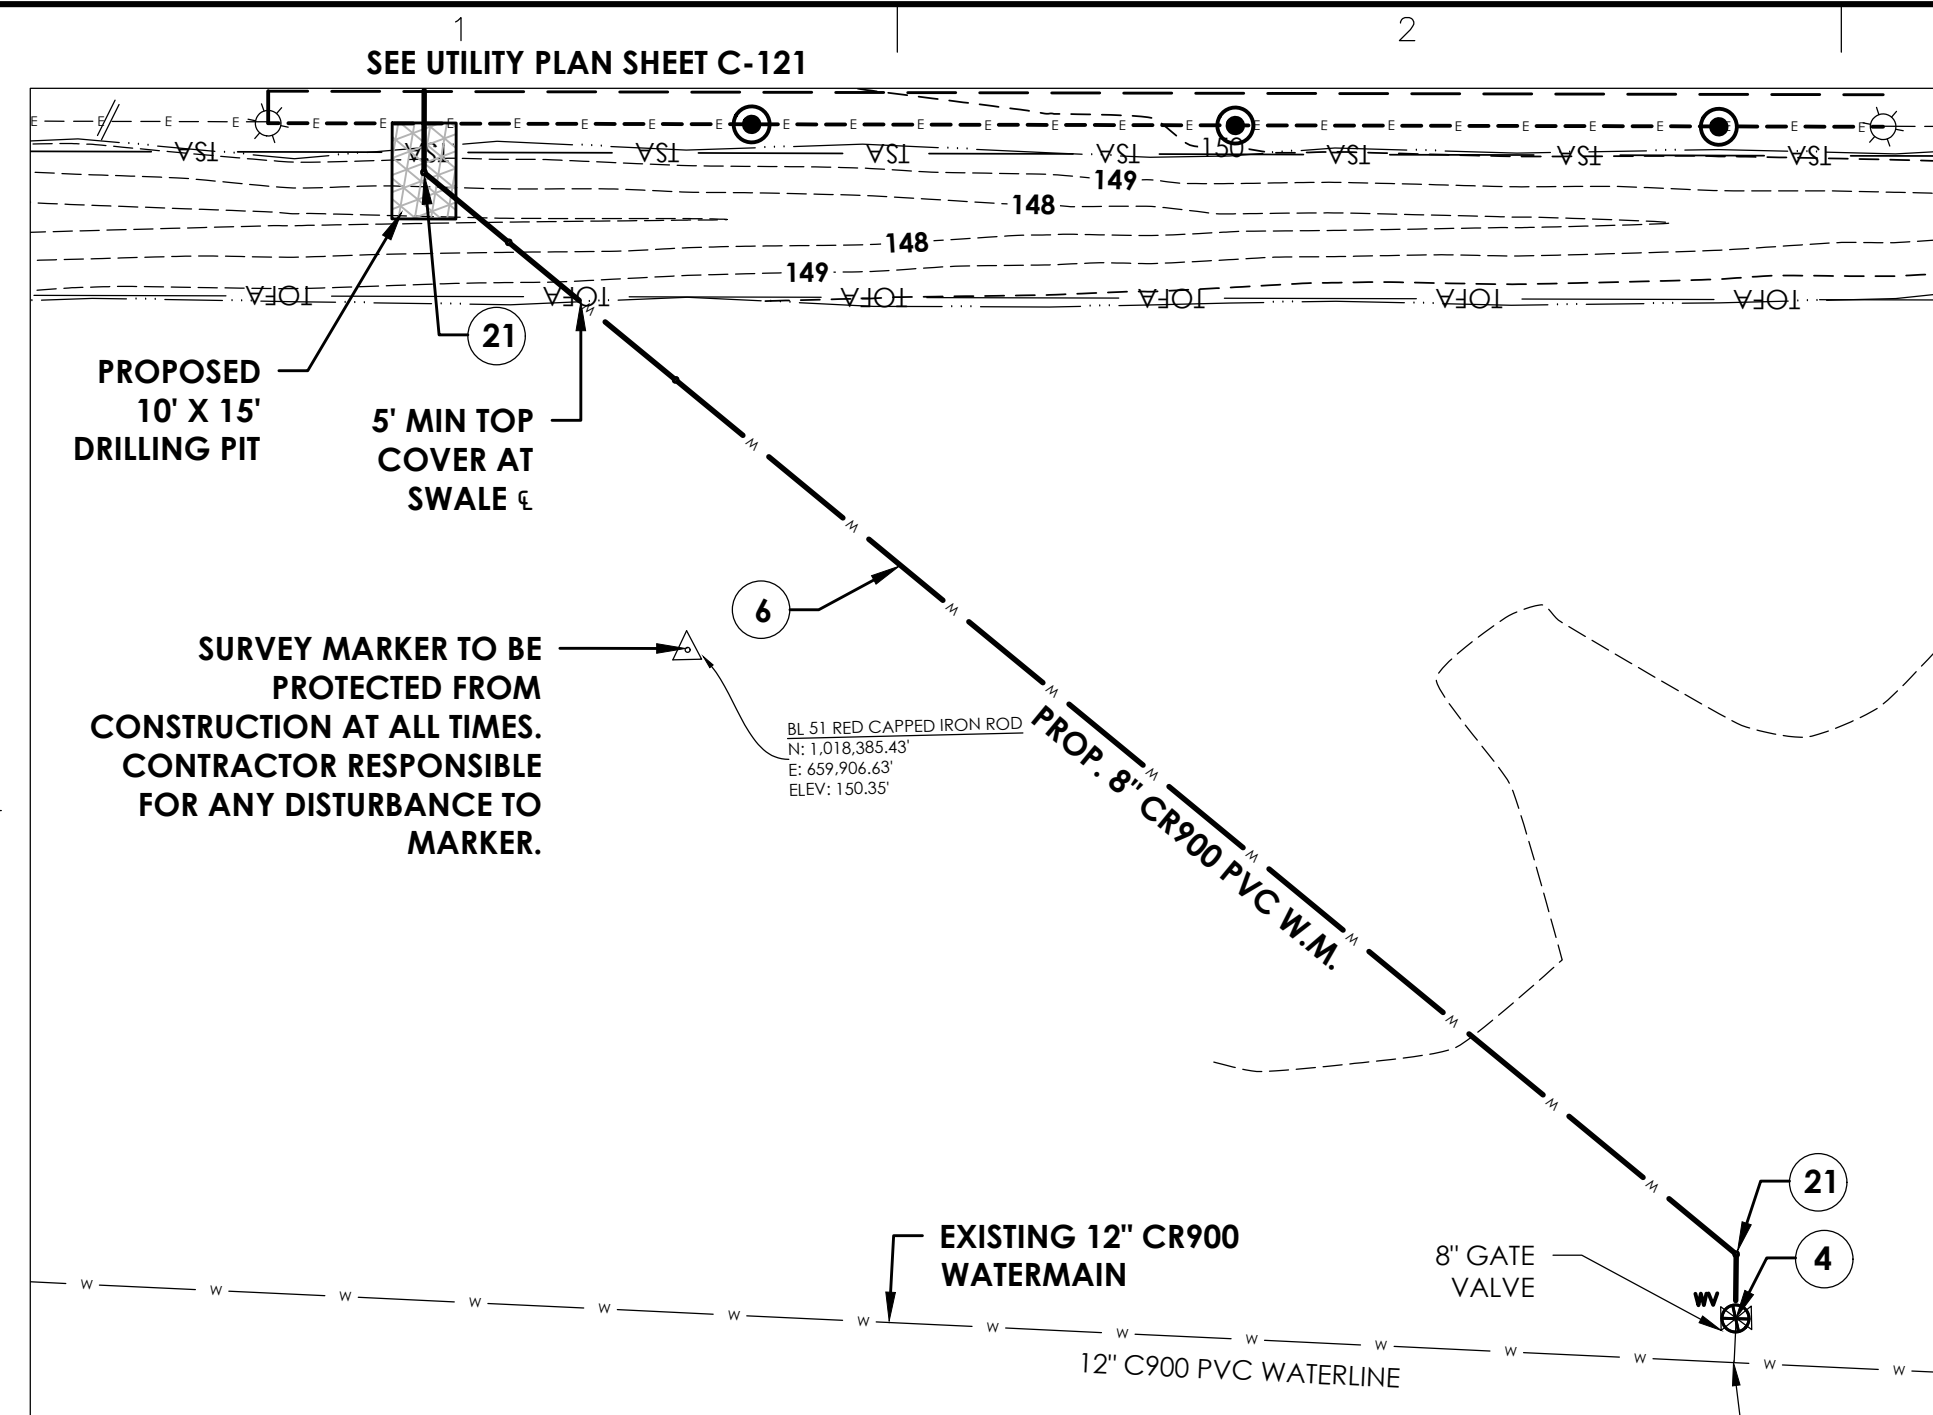 1
2
SEE UTILITY PLAN SHEET C-121
E E E E E E E E E E E E E E E E E E E E E E
TSA TSA TSA TSA TSA TSA TSA TSA
150
149
148
148
149
TOFA TOFA TOFA TOFA TOFA TOFA
21
PROPOSED
10' X 15'
DRILLING PIT
5' MIN TOP
COVER AT
SWALE ℄
6
SURVEY MARKER TO BE
PROTECTED FROM
CONSTRUCTION AT ALL TIMES.
CONTRACTOR RESPONSIBLE
FOR ANY DISTURBANCE TO
MARKER.
BL 51 RED CAPPED IRON ROD
N: 1,018,385.43'
E: 659,906.63'
ELEV: 150.35'
W W W W W W W W W W W
PROP. 8" CR900 PVC W.M.
21
4
EXISTING 12" CR900
WATERMAIN
8" GATE
VALVE
WV
W W W W W W W W W W W W W W W
12" C900 PVC WATERLINE